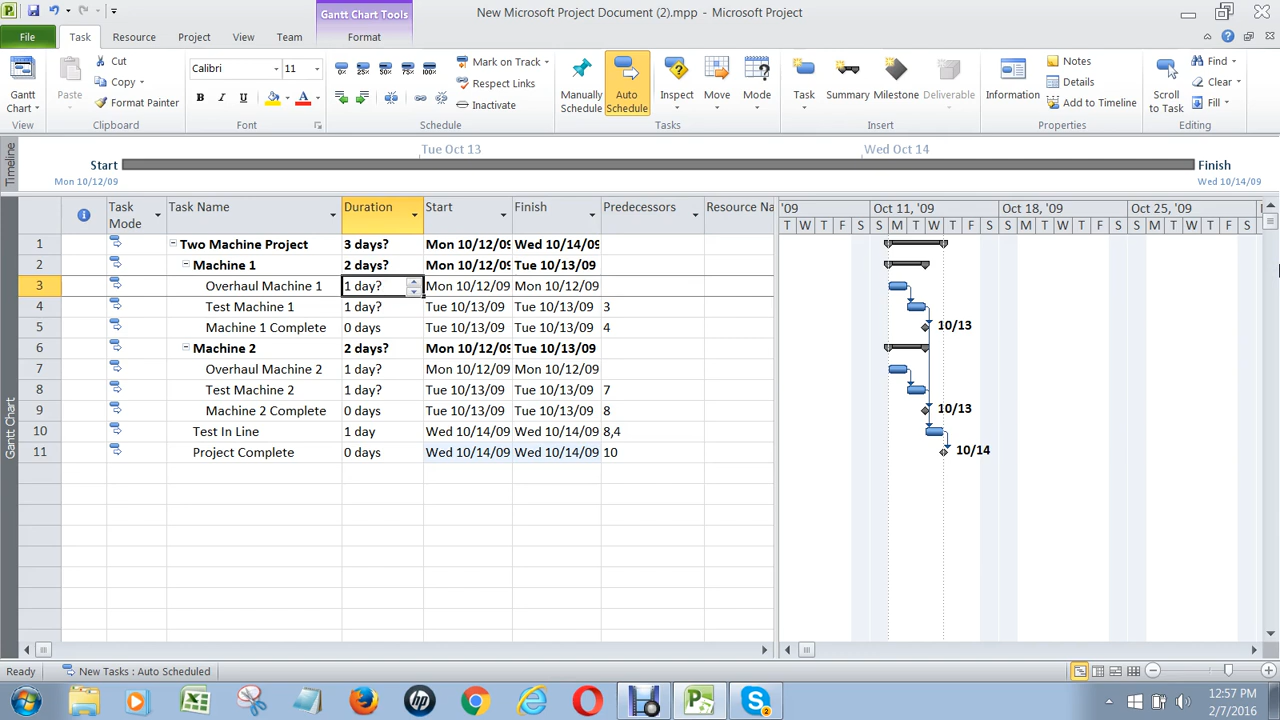 Gantt Chart Tools
New Microsoft Project Document (2).mpp - Microsoft Project
File Task Resource Project View Team Format
Gantt Chart
View
Paste
Cut
Copy
Format Painter
Clipboard
Calibri 11
B I U A
Font
0% 25% 50% 75% 100%
Mark on Track
Respect Links
Inactivate
Schedule
Manually Schedule
Auto Schedule
Inspect
Move
Mode
Tasks
Task
Summary
Milestone
Deliverable
Insert
Information
Notes
Details
Add to Timeline
Properties
Scroll to Task
Find
Clear
Fill
Editing
Timeline
Tue Oct 13 Wed Oct 14
Start
Mon 10/12/09
Finish
Wed 10/14/09
Gantt Chart
Task Mode Task Name Duration Start Finish Predecessors Resource Na
'09 Oct 11, '09 Oct 18, '09 Oct 25, '09
T W T F S S M T W T F S S M T W T F S S M T W T F S
1 Two Machine Project 3 days? Mon 10/12/09 Wed 10/14/09
2 Machine 1 2 days? Mon 10/12/09 Tue 10/13/09
3 Overhaul Machine 1 1 day? Mon 10/12/09 Mon 10/12/09
4 Test Machine 1 1 day? Tue 10/13/09 Tue 10/13/09 3
5 Machine 1 Complete 0 days Tue 10/13/09 Tue 10/13/09 4 10/13
6 Machine 2 2 days? Mon 10/12/09 Tue 10/13/09
7 Overhaul Machine 2 1 day? Mon 10/12/09 Mon 10/12/09
8 Test Machine 2 1 day? Tue 10/13/09 Tue 10/13/09 7
9 Machine 2 Complete 0 days Tue 10/13/09 Tue 10/13/09 8 10/13
10 Test In Line 1 day Wed 10/14/09 Wed 10/14/09 8,4
11 Project Complete 0 days Wed 10/14/09 Wed 10/14/09 10 10/14
Ready New Tasks : Auto Scheduled
12:57 PM
2/7/2016